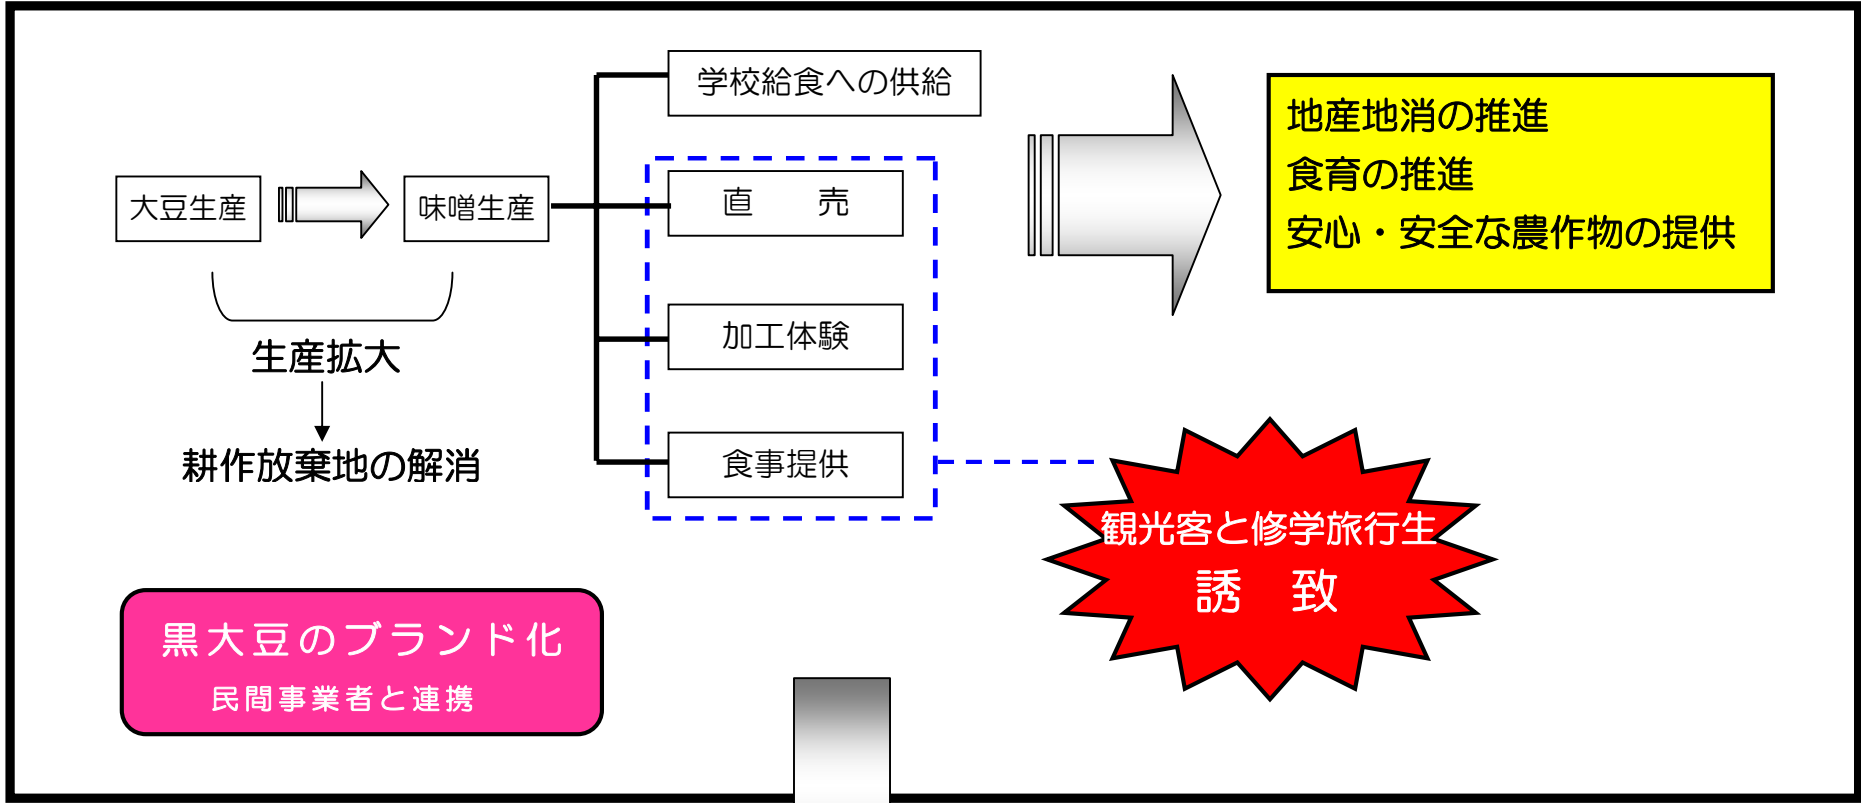 学校給食への供給
大豆生産
味噌生産
直　　売
加工体験
食事提供
生産拡大
耕作放棄地の解消
地産地消の推進
食育の推進
安心・安全な農作物の提供
観光客と修学旅行生
誘　致
黒大豆のブランド化
民間事業者と連携